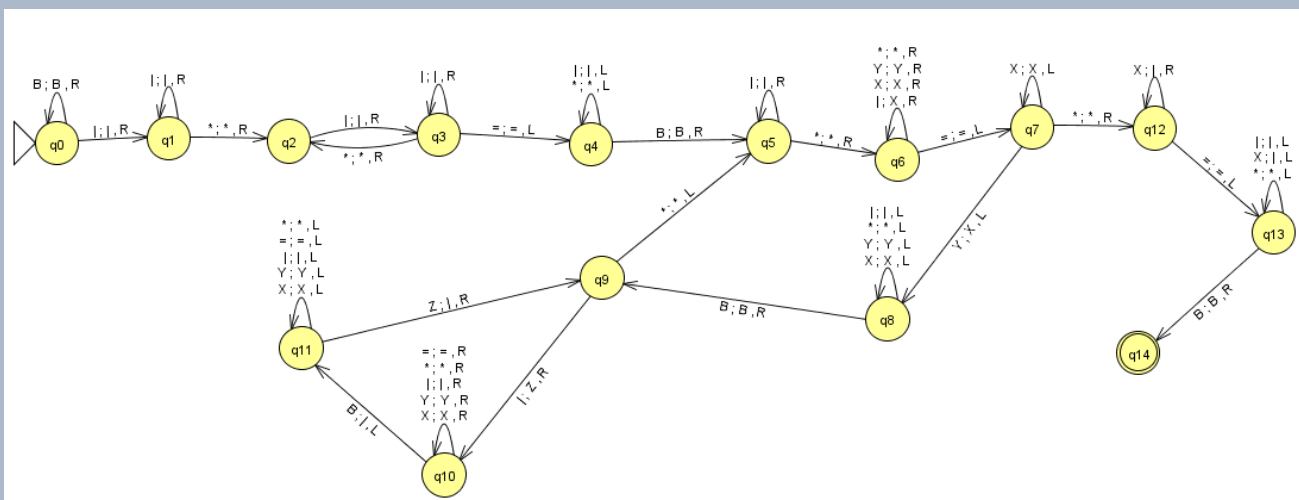 B ; B , R
q0
| ; | , R
| ; | , R
q1
* ; * , R
q2
| ; | , R
* ; * , R
| ; | , R
q3
= ; = , L
| ; | , L
* ; * , L
q4
B ; B , R
| ; | , R
q5
* ; * , R
* ; * , R
Y ; Y , R
X ; X , R
| ; X , R
q6
= ; = , L
X ; X , L
q7
* ; * , R
X ; | , R
q12
= ; = , L
| ; | , L
X ; | , L
* ; * , L
q13
B ; B , R
q14
Y ; X , L
| ; | , L
* ; * , L
Y ; Y , L
X ; X , L
q8
B ; B , R
q9
* ; * , L
| ; Z , R
= ; = , R
* ; * , R
| ; | , R
Y ; Y , R
X ; X , R
q10
B ; | , L
* ; * , L
= ; = , L
| ; | , L
Y ; Y , L
X ; X , L
q11
Z ; | , R